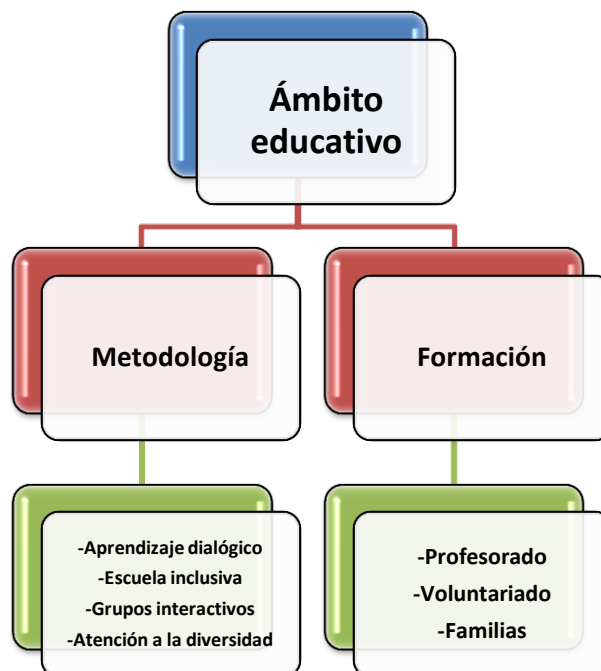 Ámbito
educativo
Metodología
Formación
-Aprendizaje dialógico
-Escuela inclusiva
-Grupos interactivos
-Atención a la diversidad
-Profesorado
-Voluntariado
-Familias